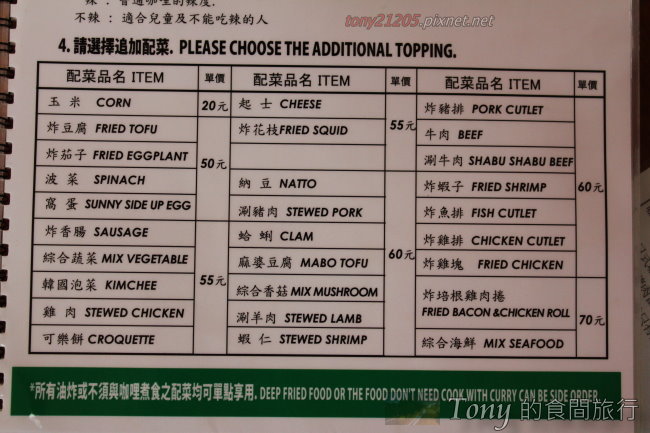 不辣 : 適合兒童及不能吃辣的人
tony21205.pixnet.net
4. 請選擇追加配菜. PLEASE CHOOSE THE ADDITIONAL TOPPING.
配菜品名 ITEM 單價 配菜品名 ITEM 單價 配菜品名 ITEM 單價
玉 米 CORN 20元
炸豆腐 FRIED TOFU
炸茄子 FRIED EGGPLANT
波 菜 SPINACH
窩 蛋 SUNNY SIDE UP EGG
50元
炸香腸 SAUSAGE
綜合蔬菜 MIX VEGETABLE
韓國泡菜 KIMCHEE
雞 肉 STEWED CHICKEN
可樂餅 CROQUETTE
55元
起 士 CHEESE
炸花枝 FRIED SQUID
55元
納 豆 NATTO
涮豬肉 STEWED PORK
蛤 蜊 CLAM
麻婆豆腐 MABO TOFU
綜合香菇 MIX MUSHROOM
涮羊肉 STEWED LAMB
蝦 仁 STEWED SHRIMP
60元
炸豬排 PORK CUTLET
牛肉 BEEF
涮牛肉 SHABU SHABU BEEF
炸蝦子 FRIED SHRIMP
炸魚排 FISH CUTLET
炸雞排 CHICKEN CUTLET
炸雞塊 FRIED CHICKEN
60元
炸培根雞肉捲
FRIED BACON &CHICKEN ROLL
綜合海鮮 MIX SEAFOOD
70元
*所有油炸或不須與咖哩煮食之配菜均可單點享用. DEEP FRIED FOOD OR THE FOOD DON'T NEED COOK WITH CURRY CAN BE SIDE ORDER.
Tony 的食間旅行